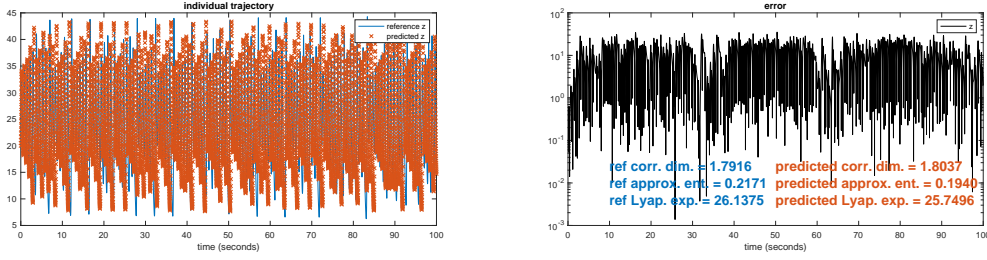 individual trajectory
reference z
predicted z
45
40
35
30
25
20
15
10
5
0 10 20 30 40 50 60 70 80 90 100
time (seconds)
error
z
10^2
10^1
10^0
10^-1
10^-2
10^-3
ref corr. dim. = 1.7916 predicted corr. dim. = 1.8037
ref approx. ent. = 0.2171 predicted approx. ent. = 0.1940
ref Lyap. exp. = 26.1375 predicted Lyap. exp. = 25.7496
0 10 20 30 40 50 60 70 80 90 100
time (seconds)